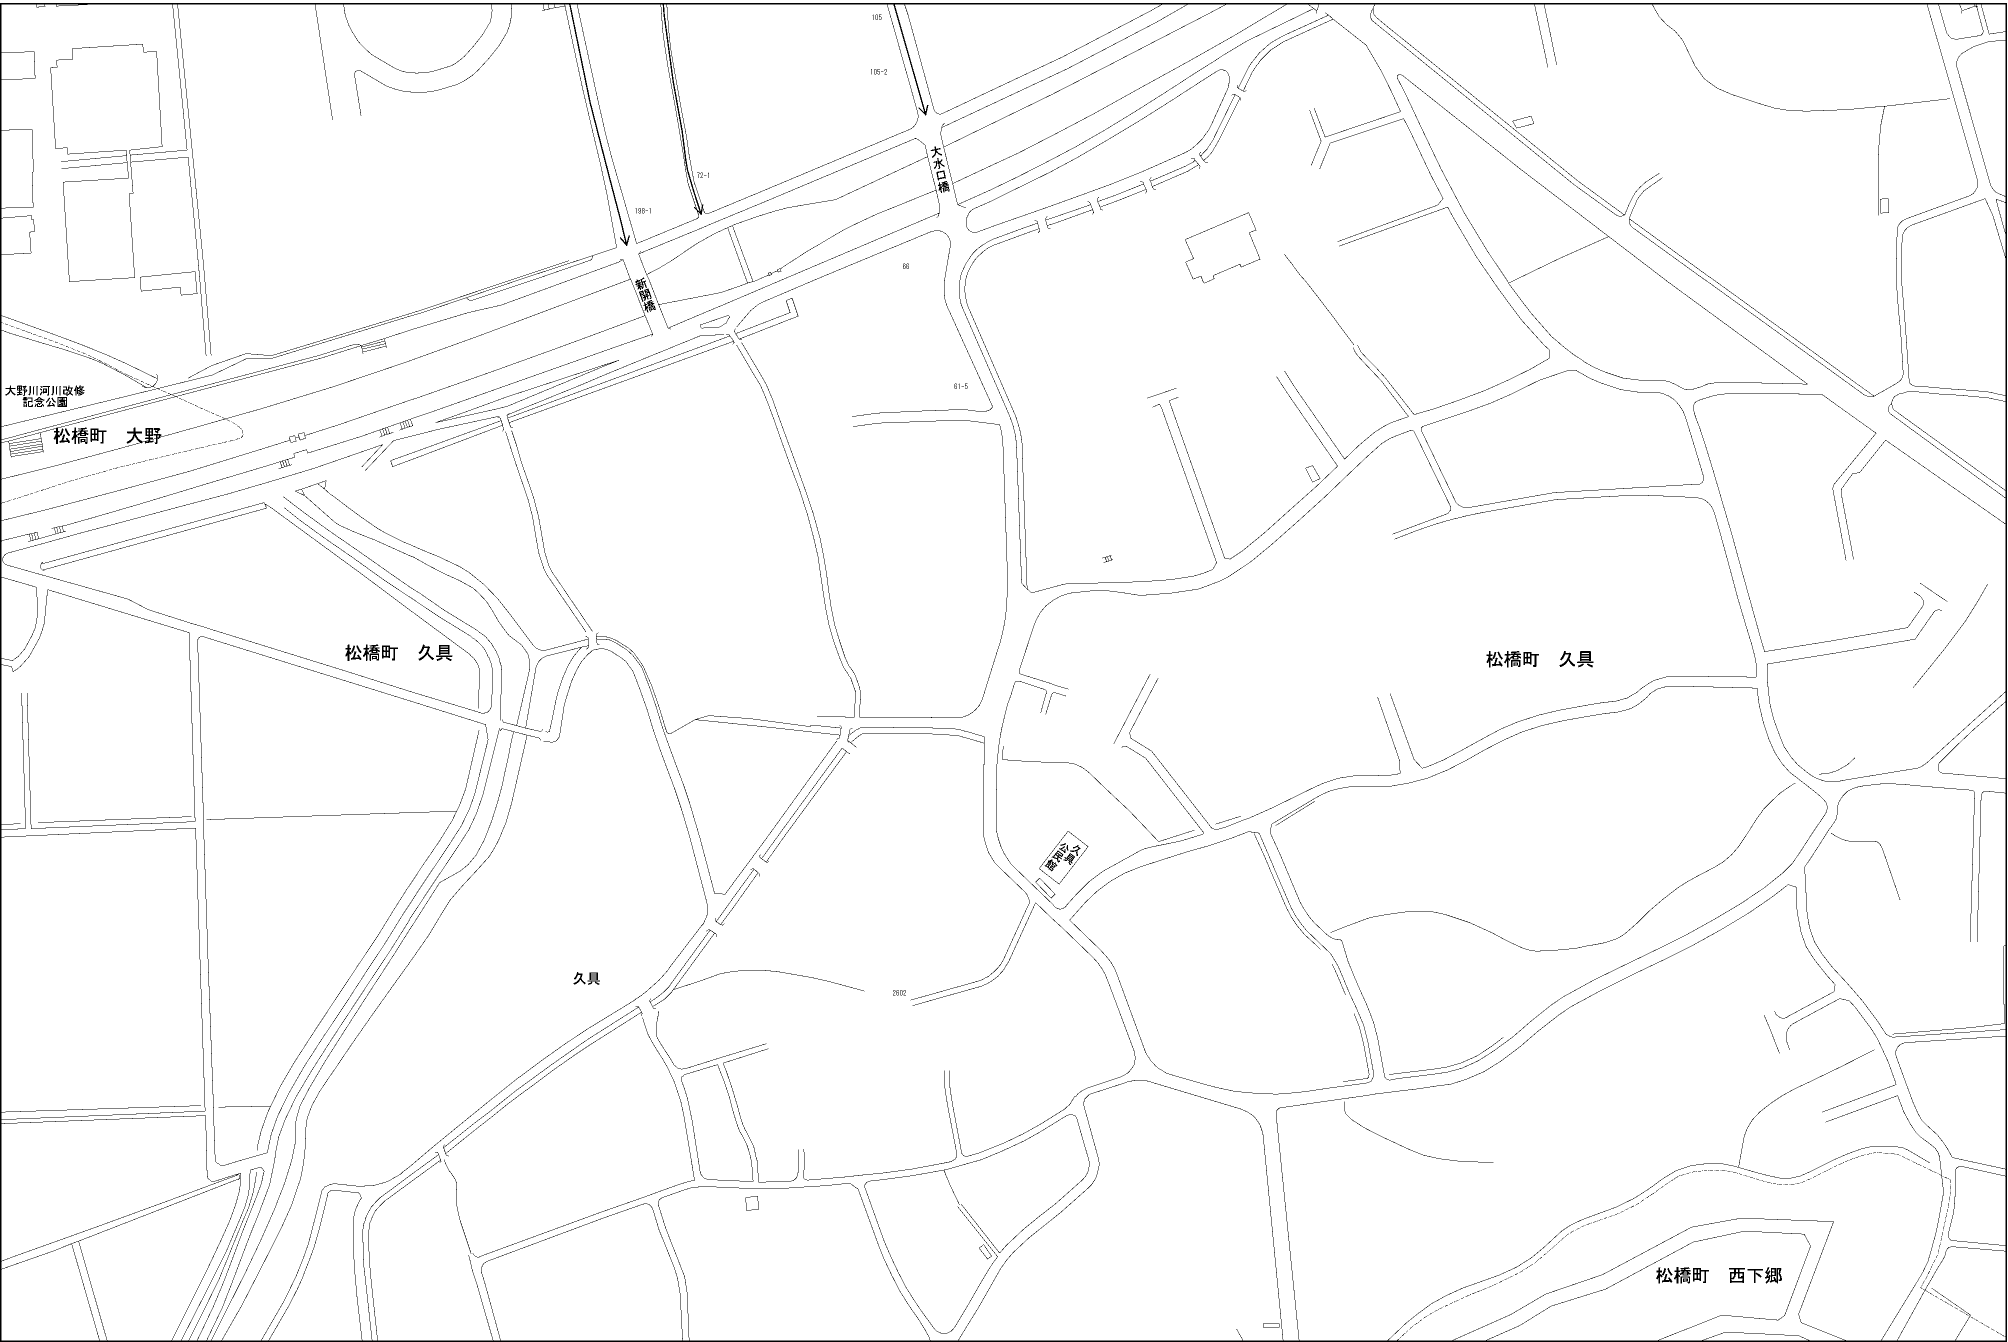 105
105-2
大水口橋
72-1
198-1
66
新開橋
大野川河川改修
記念公園
61-5
松橋町　大野
松橋町　久具
松橋町　久具
久具
公民館
久具
2602
松橋町　西下郷